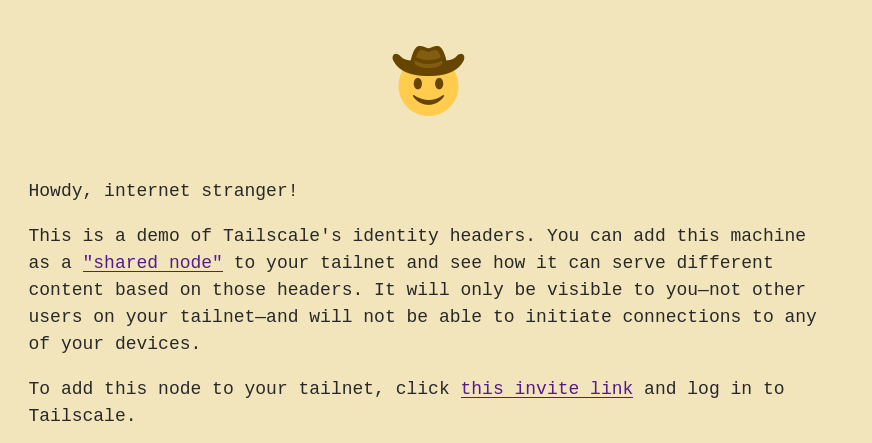 Howdy, internet stranger!
This is a demo of Tailscale's identity headers. You can add this machine
as a "shared node" to your tailnet and see how it can serve different
content based on those headers. It will only be visible to you—not other
users on your tailnet—and will not be able to initiate connections to any
of your devices.
To add this node to your tailnet, click this invite link and log in to
Tailscale.